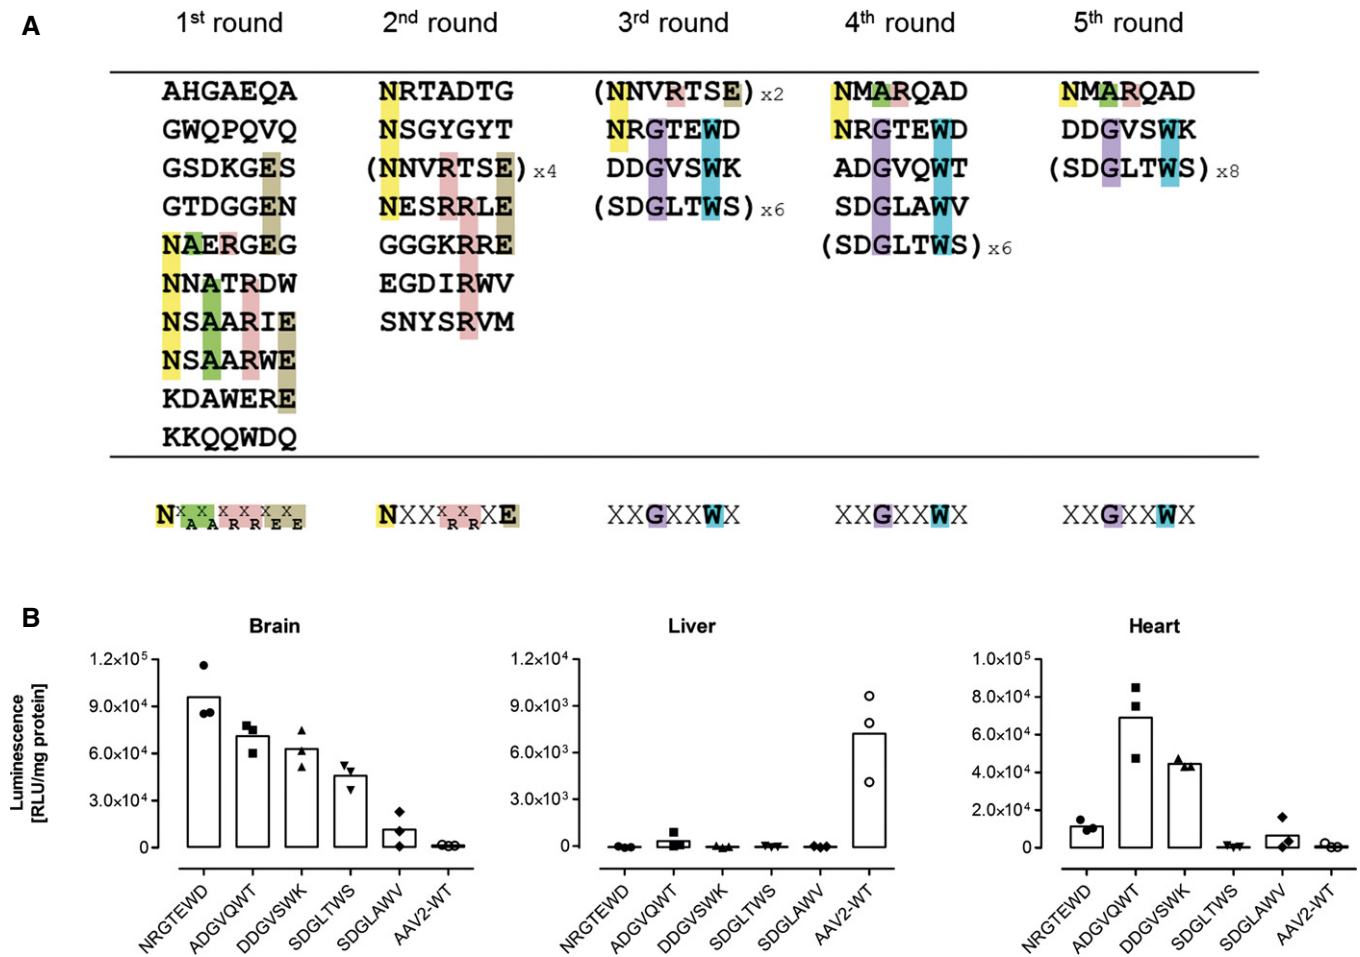 A
1st round 2nd round 3rd round 4th round 5th round
AHGAEQA NRTADTG (NNVRTSE)x2 NMARQAD NMARQAD
GWQPQVQ NSGYGYT NRGTEWD NRGTEWD DDGVSWK
GSDKGES (NNVRTSE)x4 DDGVSWK ADGVQWT (SDGLTWS)x8
GTDGGEN NESRRLE (SDGLTWS)x6 SDGLAWV
NAERGEG GGGKRRE (SDGLTWS)x6
NNATRDW EGDIRWV
NSAARIE SNYSRVM
NSAARWE
KDAWERE
KKQQWDQ
NXXXXXXX NXXXXXE XXGXXWX XXGXXWX XXGXXWX
AARREE RR
B
Brain Liver Heart
Luminescence
[RLU/mg protein]
1.2x10⁵ 1.2x10⁴ 1.0x10⁵
9.0x10⁴ 9.0x10³ 8.0x10⁴
6.0x10⁴ 6.0x10³ 6.0x10⁴
3.0x10⁴ 3.0x10³ 4.0x10⁴
0 0 2.0x10⁴
0
NRGTEWD ADGVQWT DDGVSWK SDGLTWS SDGLAWV AAV2-WT
NRGTEWD ADGVQWT DDGVSWK SDGLTWS SDGLAWV AAV2-WT
NRGTEWD ADGVQWT DDGVSWK SDGLTWS SDGLAWV AAV2-WT